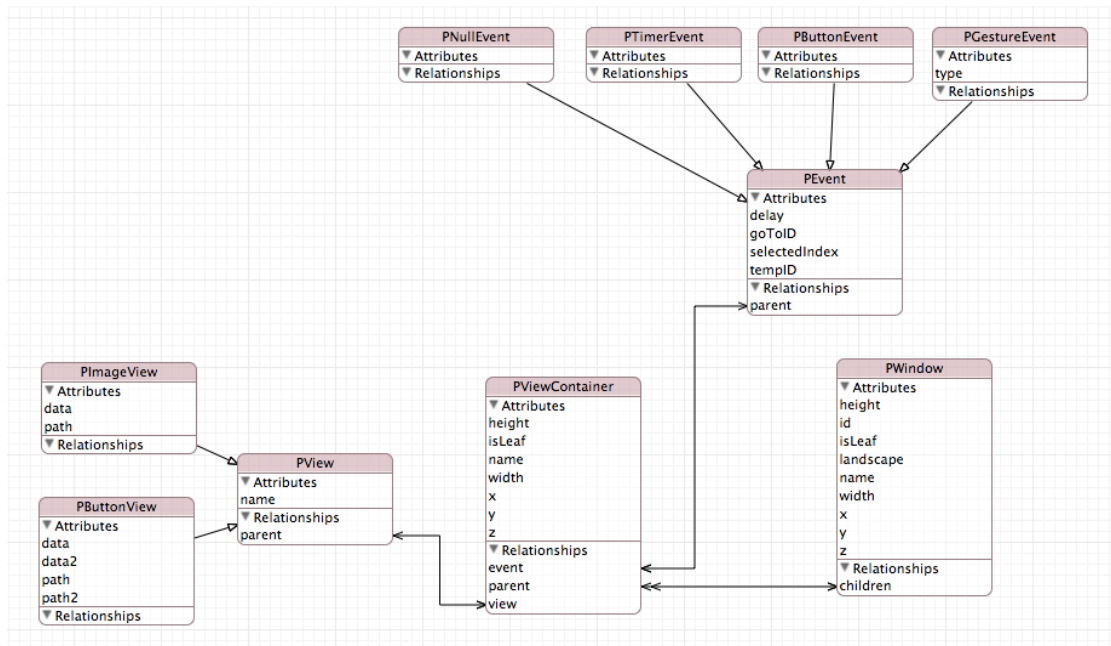 PNullEvent
Attributes
Relationships
PTimerEvent
Attributes
Relationships
PButtonEvent
Attributes
Relationships
PGestureEvent
Attributes
type
Relationships
PEvent
Attributes
delay
goToID
selectedIndex
tempID
Relationships
parent
PImageView
Attributes
data
path
Relationships
PView
Attributes
name
Relationships
parent
PButtonView
Attributes
data
data2
path
path2
Relationships
PViewContainer
Attributes
height
isLeaf
name
width
x
y
z
Relationships
event
parent
view
PWindow
Attributes
height
id
isLeaf
landscape
name
width
x
y
z
Relationships
children